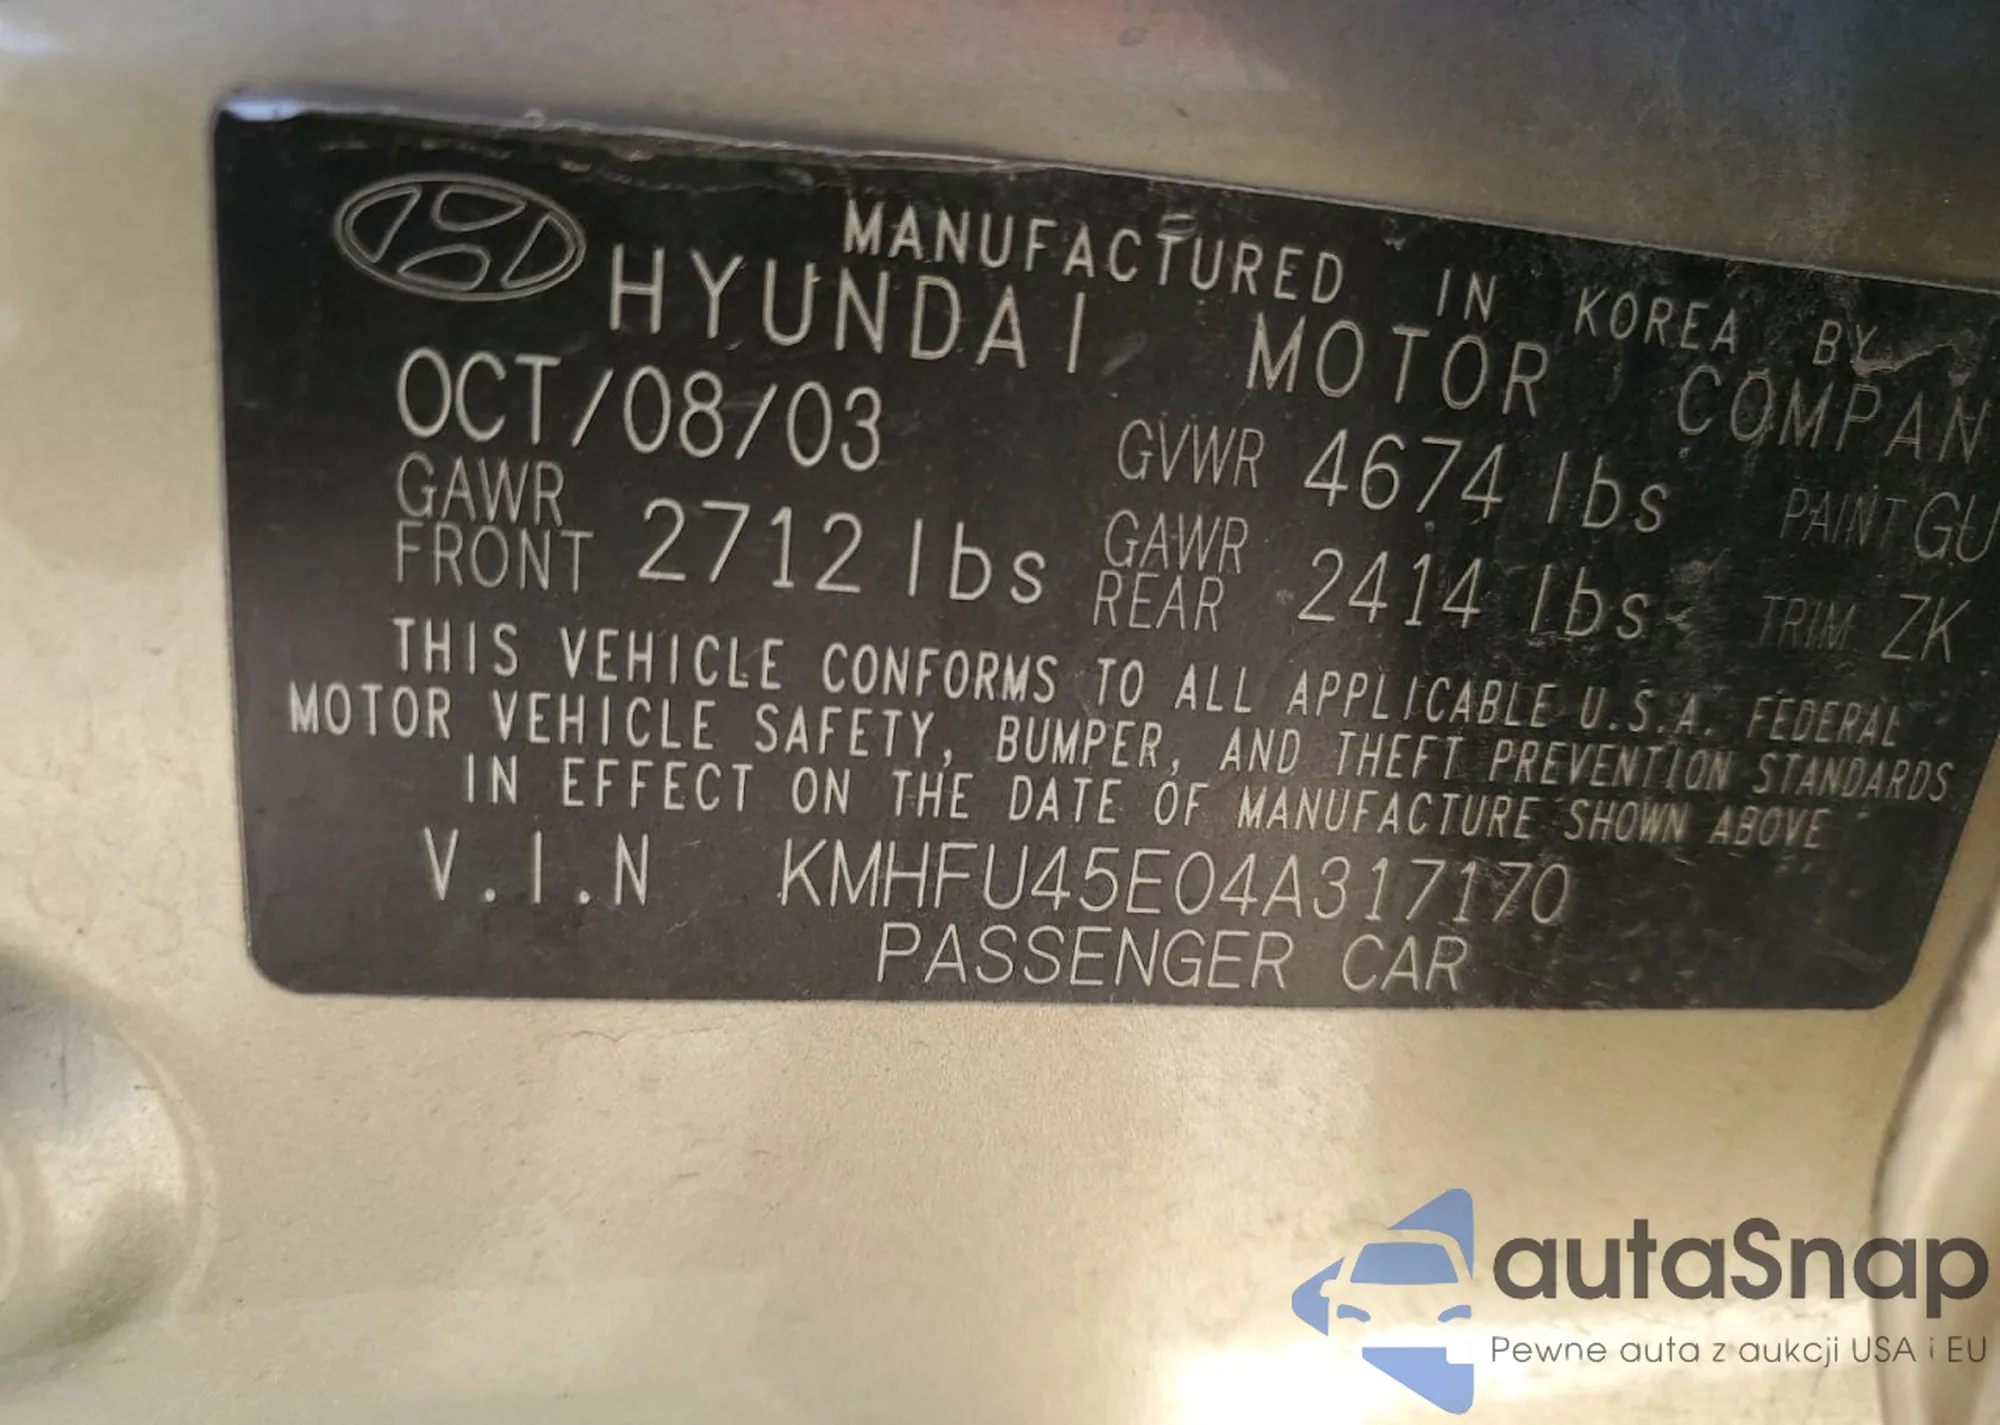 MANUFACTURED IN KOREA BY
HYUNDAI MOTOR COMPAN
OCT/08/03 GVWR 4674 lbs PAINT GU
GAWR FRONT 2712 lbs GAWR REAR 2414 lbs TRIM ZK
THIS VEHICLE CONFORMS TO ALL APPLICABLE U.S.A. FEDERAL
MOTOR VEHICLE SAFETY, BUMPER, AND THEFT PREVENTION STANDARDS
IN EFFECT ON THE DATE OF MANUFACTURE SHOWN ABOVE
V.I.N KMHFU45E04A317170
PASSENGER CAR
autaSnap
Pewne auta z aukcji USA i EU